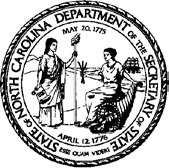 STATE OF NORTH CAROLINA DEPARTMENT OF THE SECRETARY OF STATE
MAY 20, 1775
APRIL 12, 1776
ESSE QUAM VIDERI